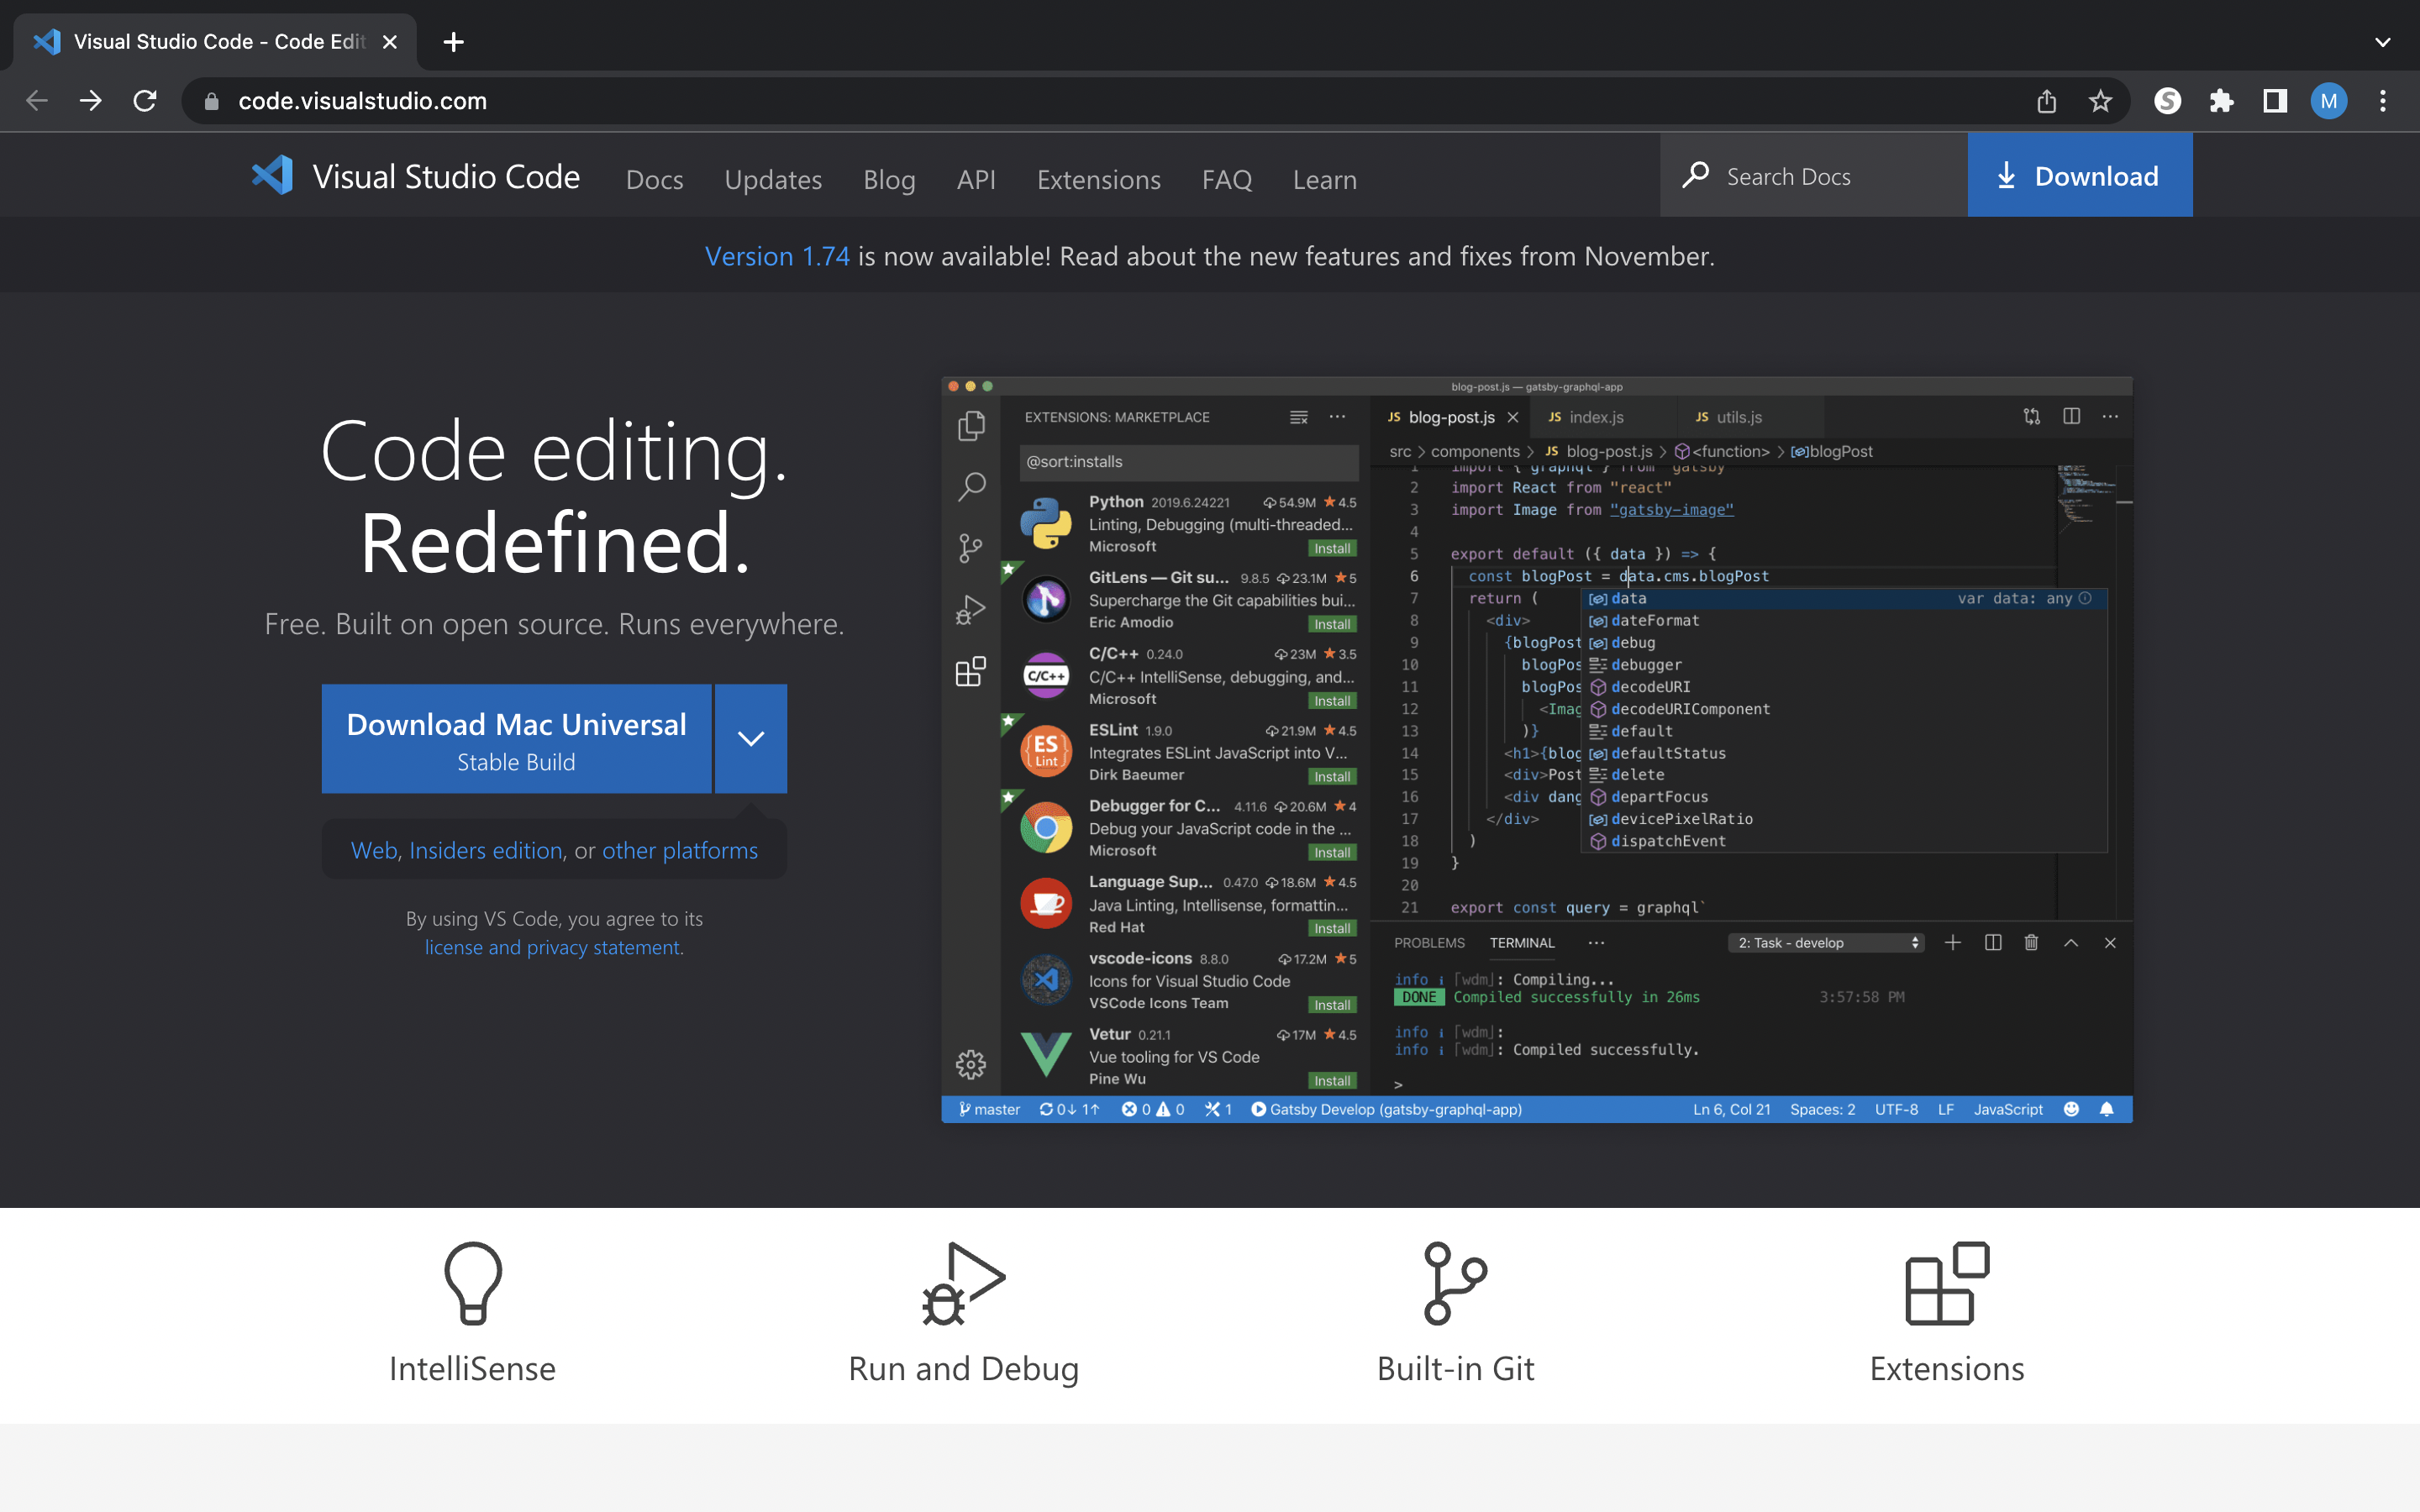 Visual Studio Code - Code Edit
code.visualstudio.com
M
Visual Studio Code
Docs
Updates
Blog
API
Extensions
FAQ
Learn
Search Docs
Download
Version 1.74 is now available! Read about the new features and fixes from November.
Code editing.
Redefined.
Free. Built on open source. Runs everywhere.
Download Mac Universal
Stable Build
Web, Insiders edition, or other platforms
By using VS Code, you agree to its
license and privacy statement.
blog-post.js — gatsby-graphql-app
EXTENSIONS: MARKETPLACE
@sort:installs
Python 2019.6.24221 54.9M 4.5
Linting, Debugging (multi-threaded...
Microsoft Install
GitLens — Git su... 9.8.5 23.1M 5
Supercharge the Git capabilities bui...
Eric Amodio Install
C/C++
C/C++ 0.24.0 23M 3.5
C/C++ IntelliSense, debugging, and...
Microsoft Install
ES
Lint
ESLint 1.9.0 21.9M 4.5
Integrates ESLint JavaScript into V...
Dirk Baeumer Install
Debugger for C... 4.11.6 20.6M 4
Debug your JavaScript code in the ...
Microsoft Install
Language Sup... 0.47.0 18.6M 4.5
Java Linting, Intellisense, formattin...
Red Hat Install
vscode-icons 8.8.0 17.2M 5
Icons for Visual Studio Code
VSCode Icons Team Install
Vetur 0.21.1 17M 4.5
Vue tooling for VS Code
Pine Wu Install
JS blog-post.js
JS index.js
JS utils.js
src > components > JS blog-post.js > <function> > blogPost
1 import { graphql } from "gatsby"
2 import React from "react"
3 import Image from "gatsby-image"
4
5 export default ({ data }) => {
6 const blogPost = data.cms.blogPost
7 return (
8 <div>
9 {blogPost
10 blogPos
11 blogPos
12 <Imag
13 )}
14 <h1>{blog
15 <div>Post
16 <div dang
17 </div>
18 )
19 }
20
21 export const query = graphql`
data var data: any
dateFormat
debug
debugger
decodeURI
decodeURIComponent
default
defaultStatus
delete
departFocus
devicePixelRatio
dispatchEvent
PROBLEMS
TERMINAL
...
2: Task - develop
info i ｢wdm｣: Compiling...
DONE Compiled successfully in 26ms 3:57:58 PM
info i ｢wdm｣:
info i ｢wdm｣: Compiled successfully.
>
master 0↓ 1↑ 0 0 1 Gatsby Develop (gatsby-graphql-app)
Ln 6, Col 21 Spaces: 2 UTF-8 LF JavaScript
IntelliSense
Run and Debug
Built-in Git
Extensions